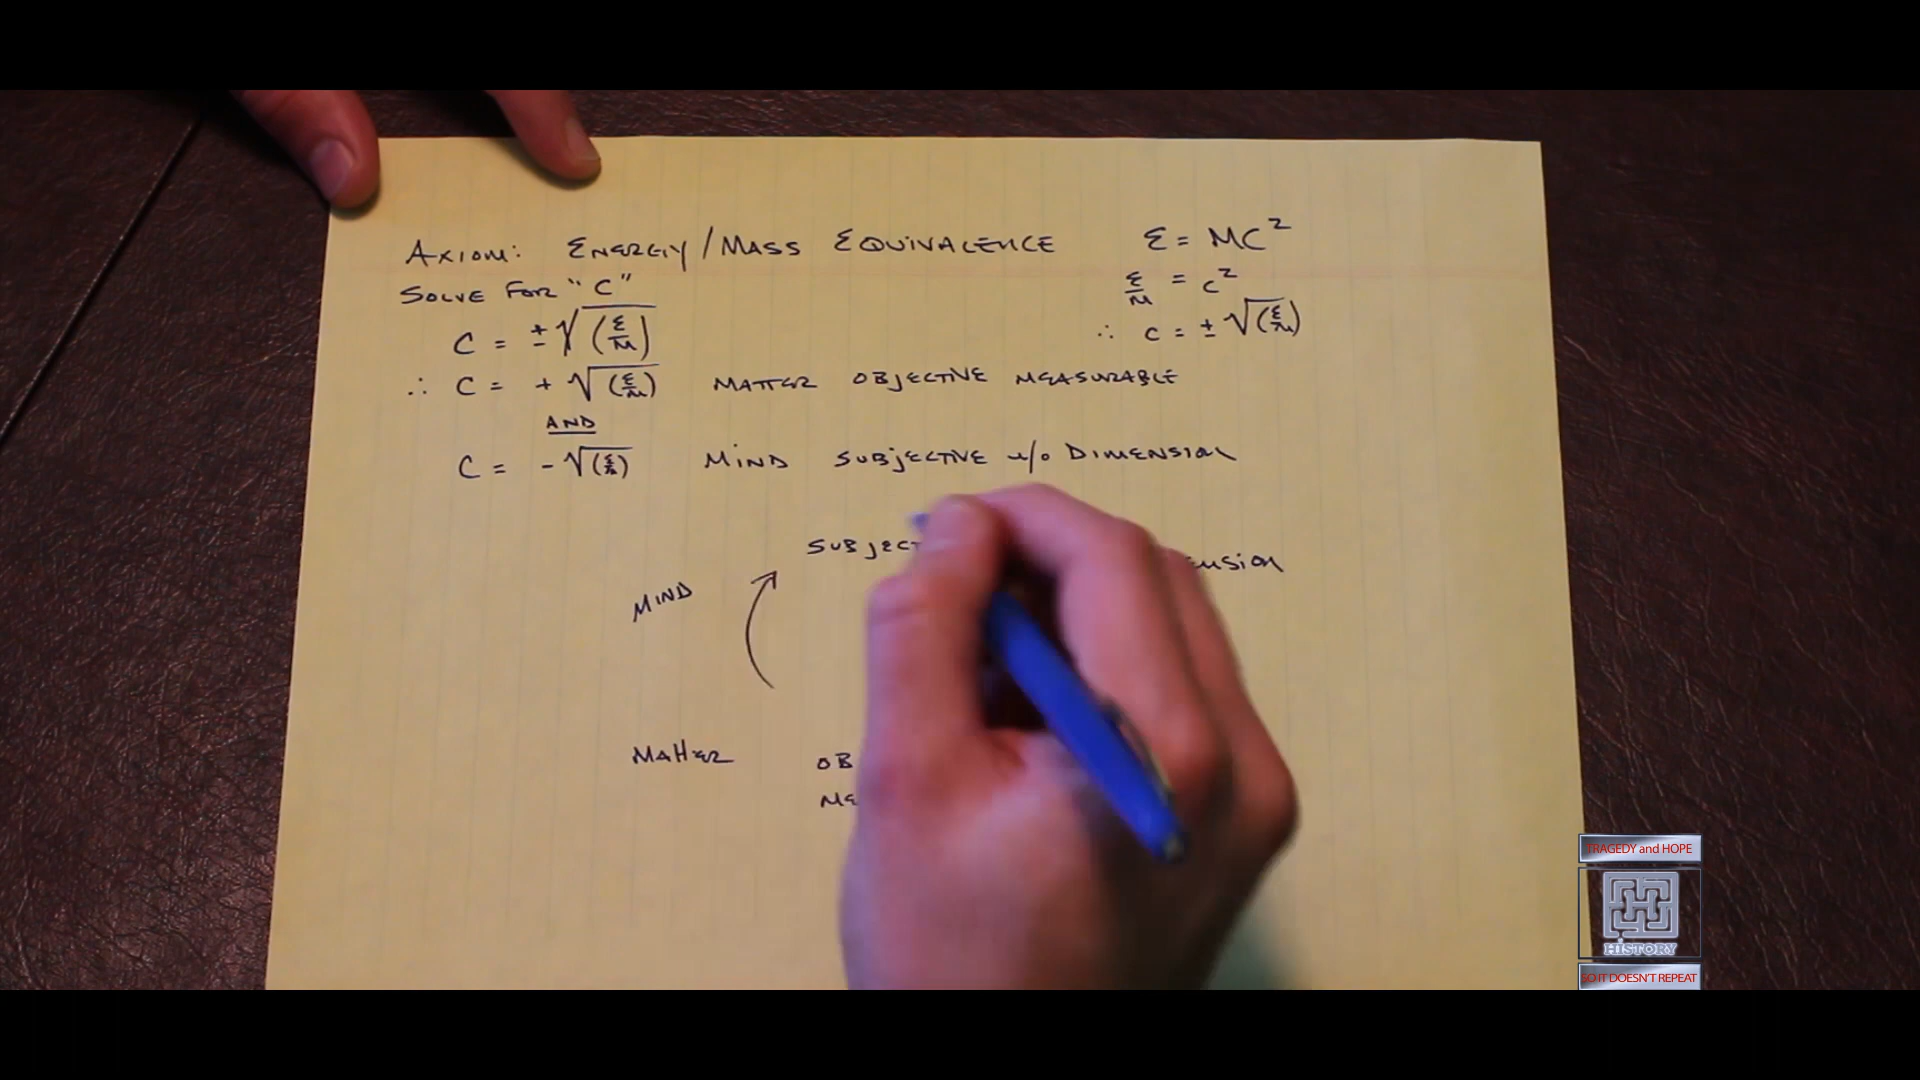 AXIOM: ENERGY/MASS EQUIVALENCE E = MC²
SOLVE FOR "C" E/M = C²
C = ±√(E/M) ∴ C = ±√(E/M)
∴ C = +√(E/M) MATTER OBJECTIVE MEASURABLE
AND
C = -√(E/M) MIND SUBJECTIVE w/o DIMENSION
SUBJECT
MIND
MATTER OB
ME
TRAGEDY and HOPE
HISTORY
SO IT DOESN'T REPEAT